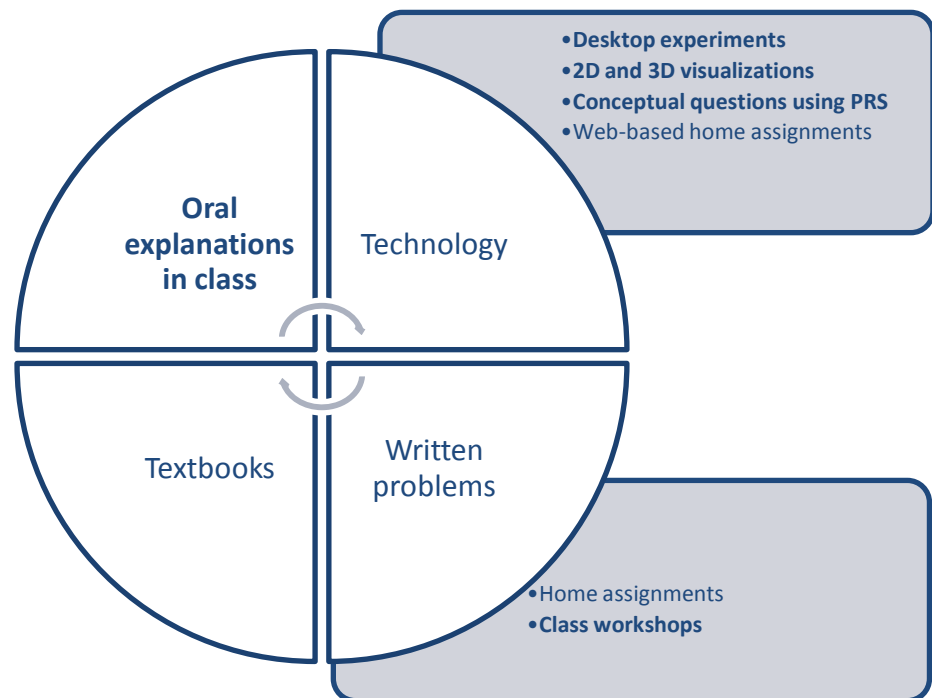 •Desktop experiments
•2D and 3D visualizations
•Conceptual questions using PRS
•Web-based home assignments
Oral
explanations
in class
Technology
Textbooks
Written
problems
•Home assignments
•Class workshops